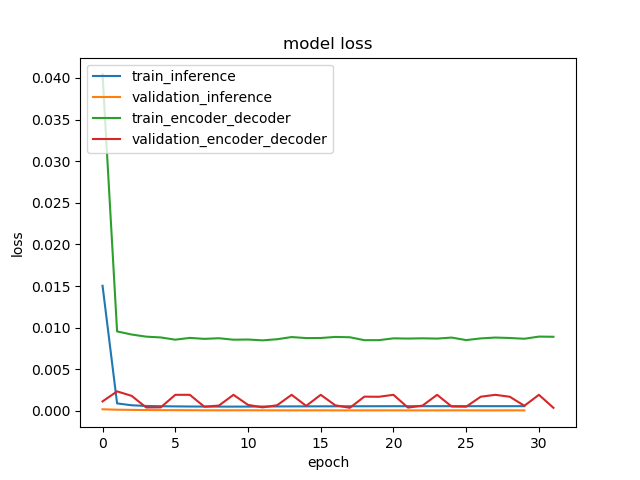 model loss
train_inference
validation_inference
train_encoder_decoder
validation_encoder_decoder
0.040
0.035
0.030
0.025
0.020
0.015
0.010
0.005
0.000
loss
0 5 10 15 20 25 30
epoch